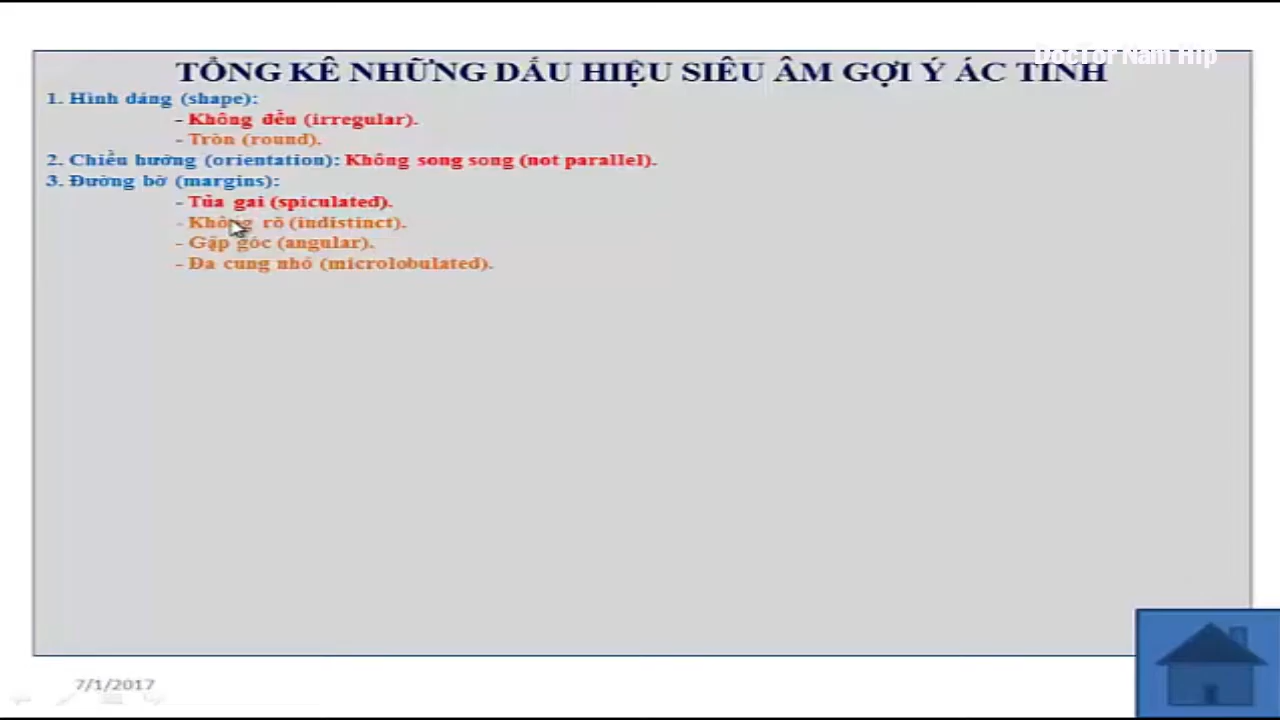 DocTor Nam Hip
TỔNG KÊ NHỮNG DẤU HIỆU SIÊU ÂM GỢI Ý ÁC TÍNH
1. Hình dáng (shape):
- Không đều (irregular).
- Tròn (round).
2. Chiều hướng (orientation): Không song song (not parallel).
3. Đường bờ (margins):
- Tủa gai (spiculated).
- Không rõ (indistinct).
- Gập góc (angular).
- Đa cung nhỏ (microlobulated).
7/1/2017